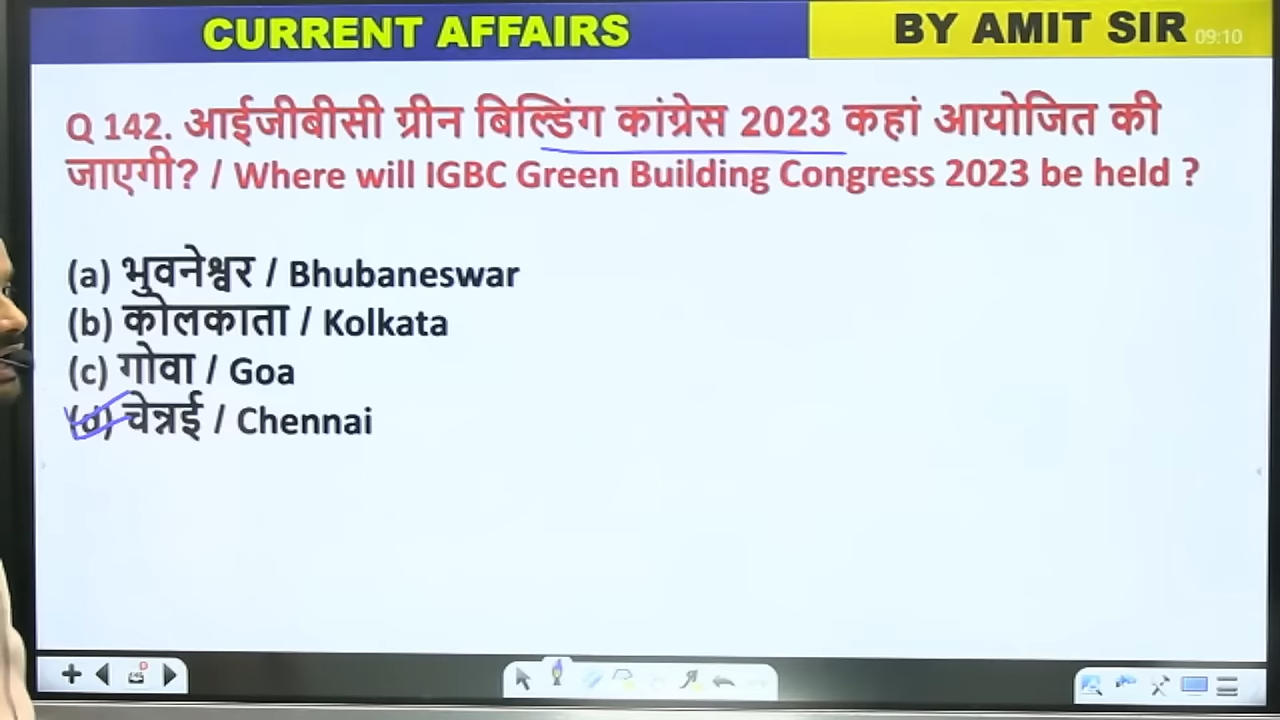 CURRENT AFFAIRS
BY AMIT SIR
09:10
Q 142. आईजीबीसी ग्रीन बिल्डिंग कांग्रेस 2023 कहां आयोजित की
जाएगी? / Where will IGBC Green Building Congress 2023 be held ?
(a) भुवनेश्वर / Bhubaneswar
(b) कोलकाता / Kolkata
(c) गोवा / Goa
(d) चेन्नई / Chennai